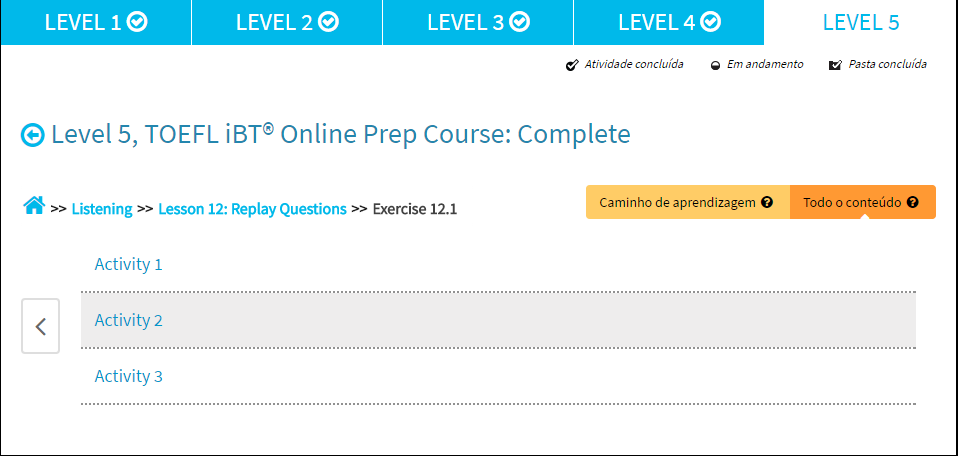 LEVEL 1 LEVEL 2 LEVEL 3 LEVEL 4 LEVEL 5
Atividade concluída Em andamento Pasta concluída
Level 5, TOEFL iBT® Online Prep Course: Complete
>> Listening >> Lesson 12: Replay Questions >> Exercise 12.1
Caminho de aprendizagem ? Todo o conteúdo ?
Activity 1
Activity 2
Activity 3